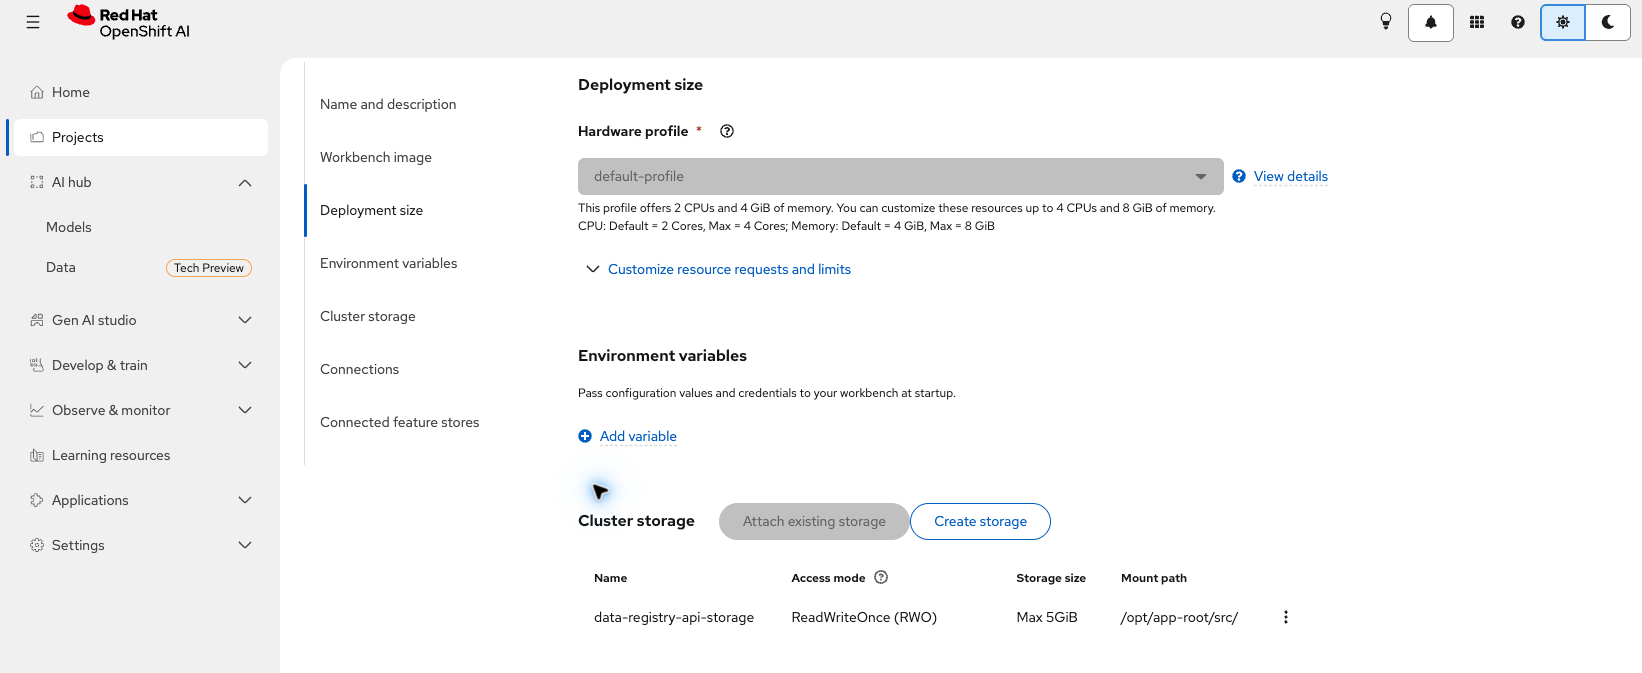 Red Hat
OpenShift AI
Home
Projects
AI hub
Models
Data
Tech Preview
Gen AI studio
Develop & train
Observe & monitor
Learning resources
Applications
Settings
Name and description
Workbench image
Deployment size
Environment variables
Cluster storage
Connections
Connected feature stores
Deployment size
Hardware profile *
default-profile
View details
This profile offers 2 CPUs and 4 GiB of memory. You can customize these resources up to 4 CPUs and 8 GiB of memory.
CPU: Default = 2 Cores, Max = 4 Cores; Memory: Default = 4 GiB, Max = 8 GiB
Customize resource requests and limits
Environment variables
Pass configuration values and credentials to your workbench at startup.
Add variable
Cluster storage
Attach existing storage
Create storage
Name Access mode Storage size Mount path
data-registry-api-storage ReadWriteOnce (RWO) Max 5GiB /opt/app-root/src/